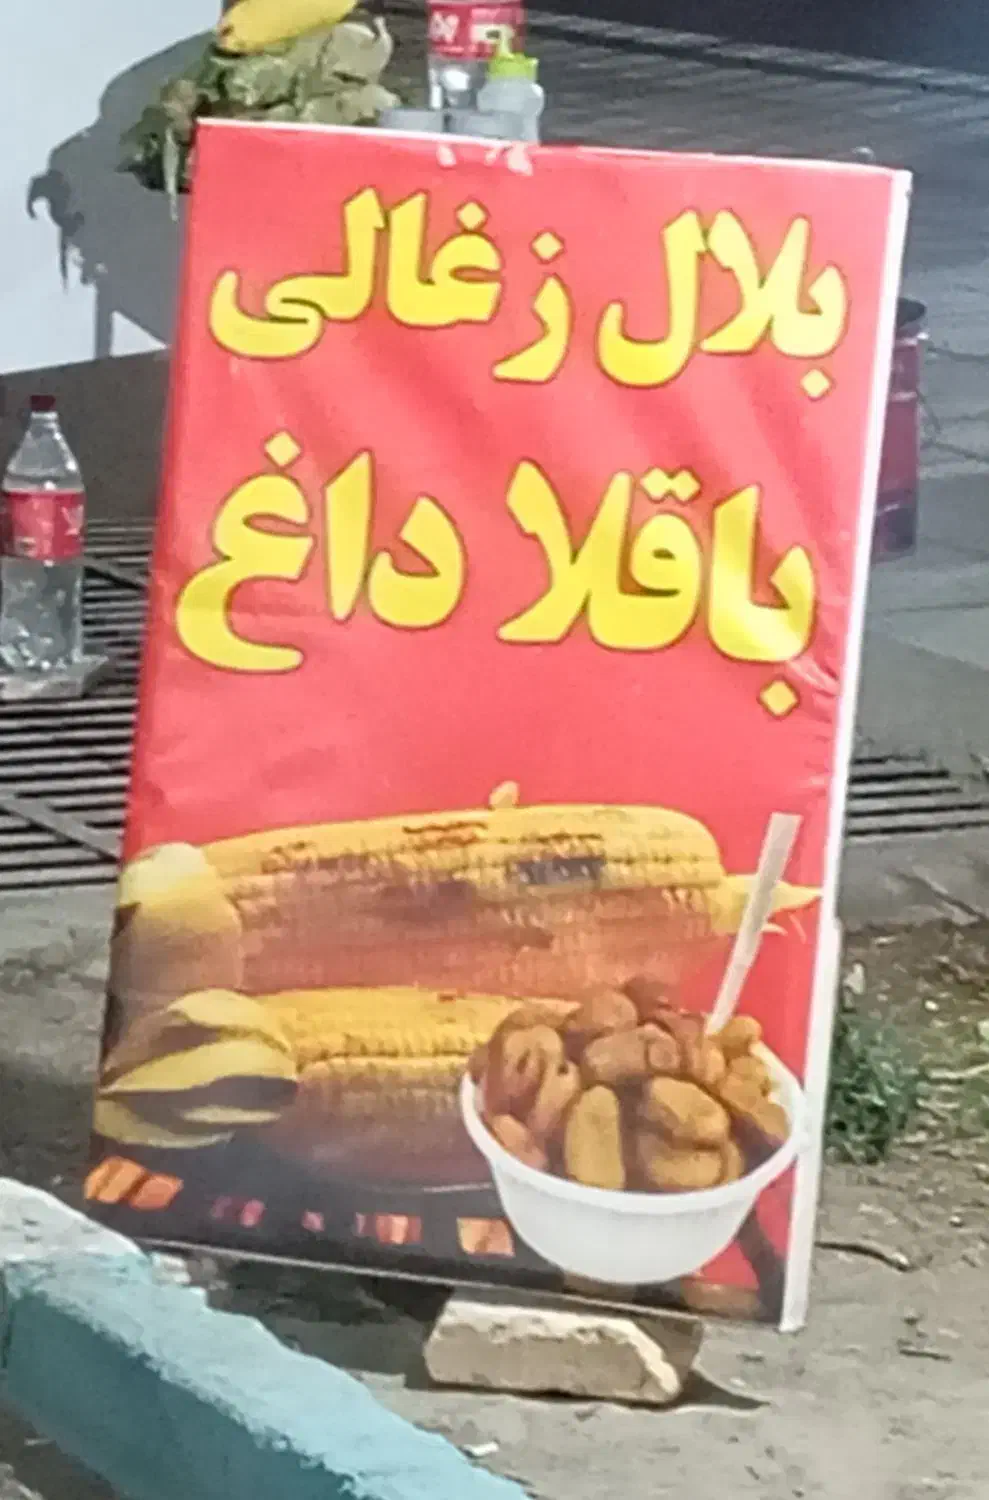 بلال زغالی
باقلا داغ